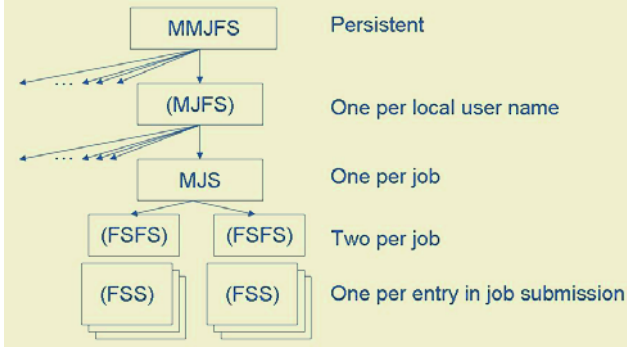 MMJFS Persistent
...
(MJFS) One per local user name
...
MJS One per job
(FSFS) (FSFS) Two per job
(FSS) (FSS) One per entry in job submission